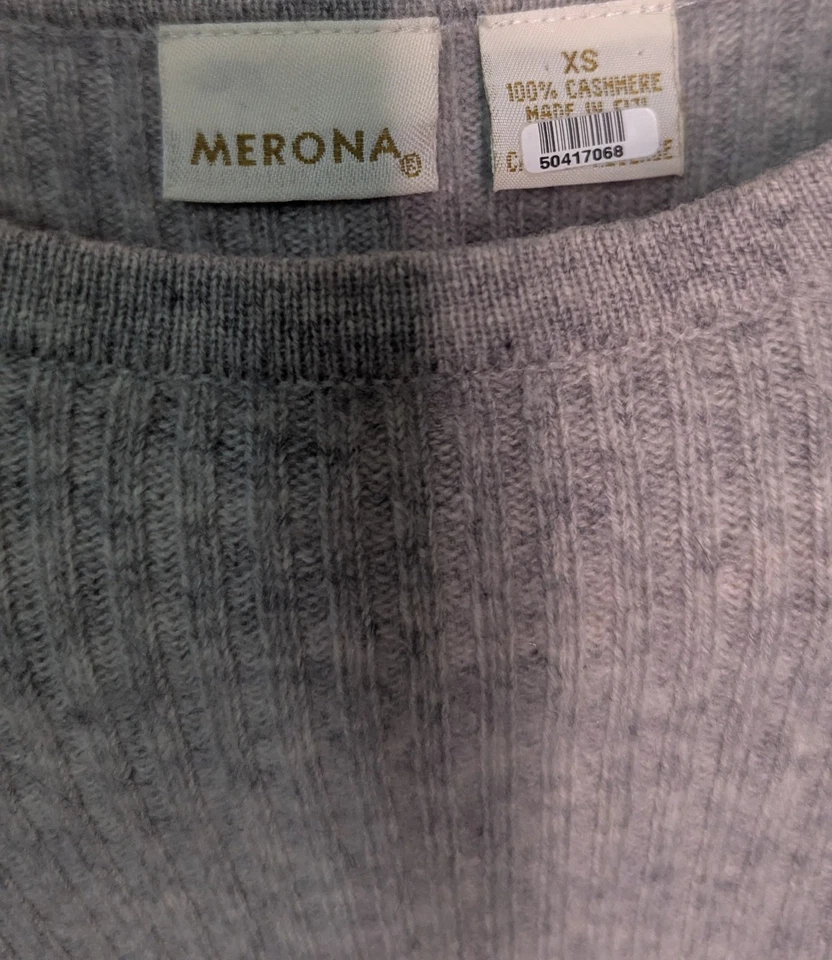 MERONA®
XS
100% CASHMERE
MADE IN
50417068